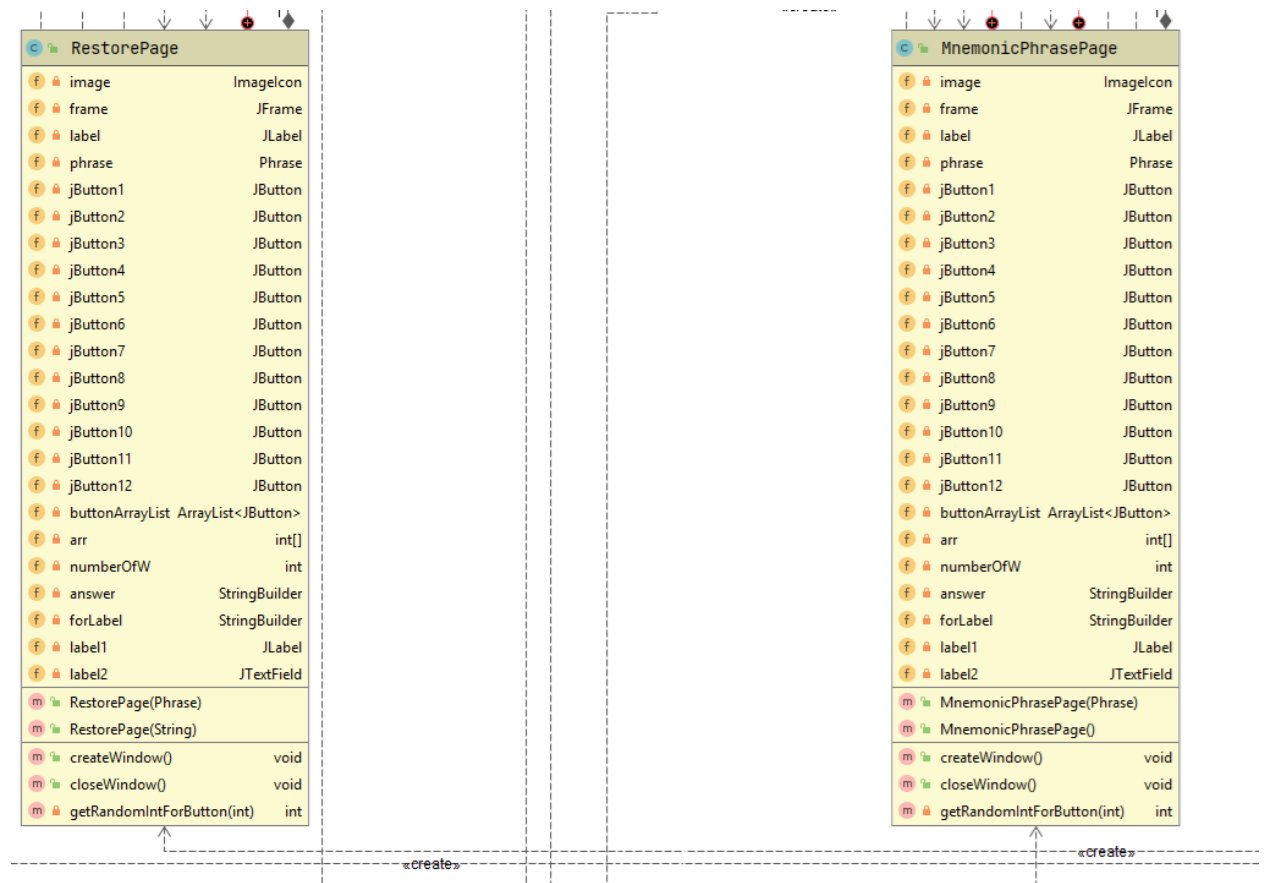 «create»
RestorePage
image ImageIcon
frame JFrame
label JLabel
phrase Phrase
jButton1 JButton
jButton2 JButton
jButton3 JButton
jButton4 JButton
jButton5 JButton
jButton6 JButton
jButton7 JButton
jButton8 JButton
jButton9 JButton
jButton10 JButton
jButton11 JButton
jButton12 JButton
buttonArrayList ArrayList<JButton>
arr int[]
numberOfW int
answer StringBuilder
forLabel StringBuilder
label1 JLabel
label2 JTextField
RestorePage(Phrase)
RestorePage(String)
createWindow() void
closeWindow() void
getRandomIntForButton(int) int
MnemonicPhrasePage
image ImageIcon
frame JFrame
label JLabel
phrase Phrase
jButton1 JButton
jButton2 JButton
jButton3 JButton
jButton4 JButton
jButton5 JButton
jButton6 JButton
jButton7 JButton
jButton8 JButton
jButton9 JButton
jButton10 JButton
jButton11 JButton
jButton12 JButton
buttonArrayList ArrayList<JButton>
arr int[]
numberOfW int
answer StringBuilder
forLabel StringBuilder
label1 JLabel
label2 JTextField
MnemonicPhrasePage(Phrase)
MnemonicPhrasePage()
createWindow() void
closeWindow() void
getRandomIntForButton(int) int
«create»
«create»